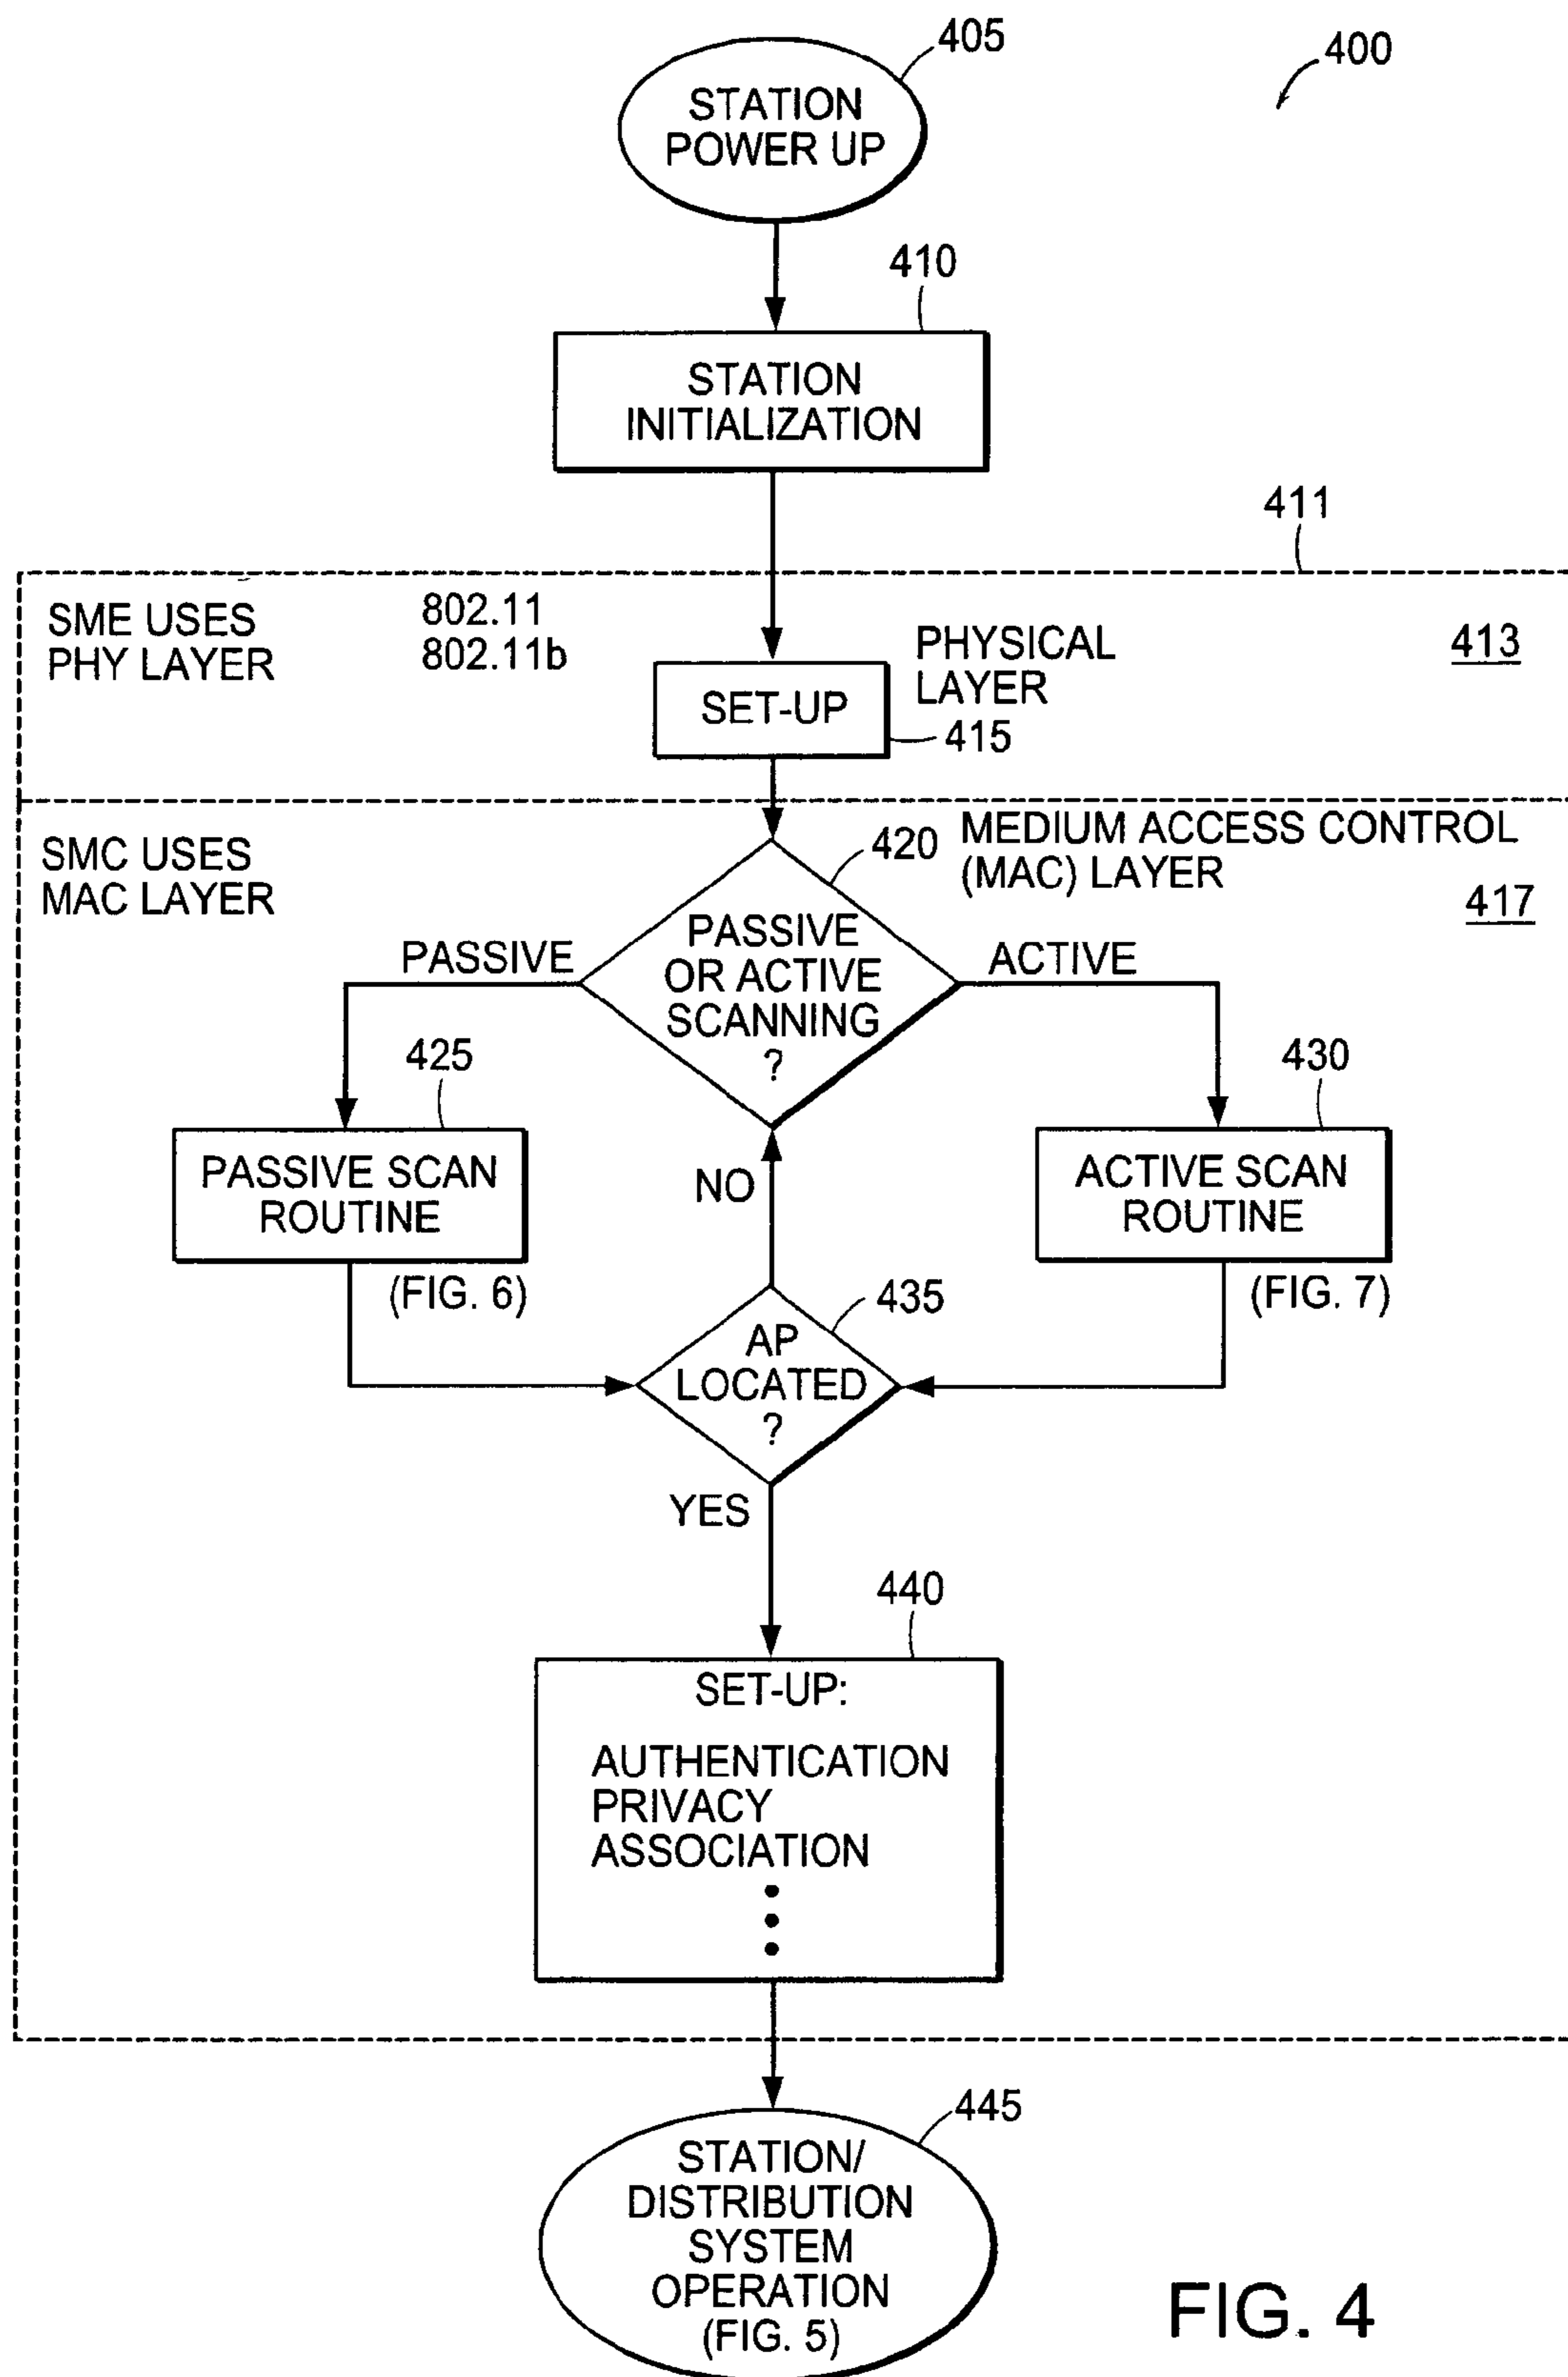 405
400
STATION
POWER UP
410
STATION
INITIALIZATION
411
SME USES
PHY LAYER
802.11
802.11b
PHYSICAL
LAYER
413
SET-UP
415
SMC USES
MAC LAYER
420
MEDIUM ACCESS CONTROL
(MAC) LAYER
417
PASSIVE
OR ACTIVE
SCANNING
?
PASSIVE
ACTIVE
425
430
PASSIVE SCAN
ROUTINE
(FIG. 6)
NO
ACTIVE SCAN
ROUTINE
(FIG. 7)
435
AP
LOCATED
?
YES
440
SET-UP:
AUTHENTICATION
PRIVACY
ASSOCIATION
445
STATION/
DISTRIBUTION
SYSTEM
OPERATION
(FIG. 5)
FIG. 4